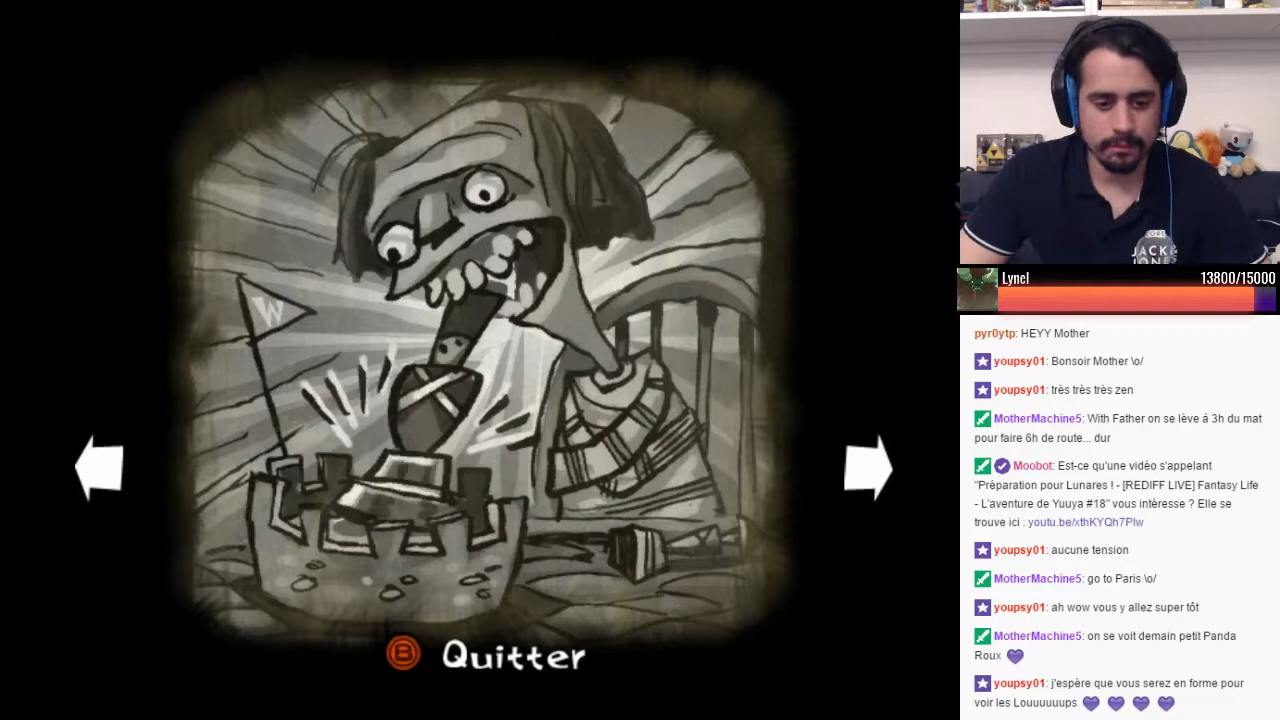 W
B Quitter
CORE
JACK &
JONES
Lynel 13800/15000
pyr0ytp: HEYY Mother
youpsy01: Bonsoir Mother \o/
youpsy01: très très très zen
MotherMachine5: With Father on se lève á 3h du mat
pour faire 6h de route... dur
Moobot: Est-ce qu'une vidéo s'appelant
"Préparation pour Lunares ! - [REDIFF LIVE] Fantasy Life
- L'aventure de Yuuya #18" vous intéresse ? Elle se
trouve ici : youtu.be/xthKYQh7PIw
youpsy01: aucune tension
MotherMachine5: go to Paris \o/
youpsy01: ah wow vous y allez super tôt
MotherMachine5: on se voit demain petit Panda
Roux
youpsy01: j'espère que vous serez en forme pour
voir les Louuuuuups